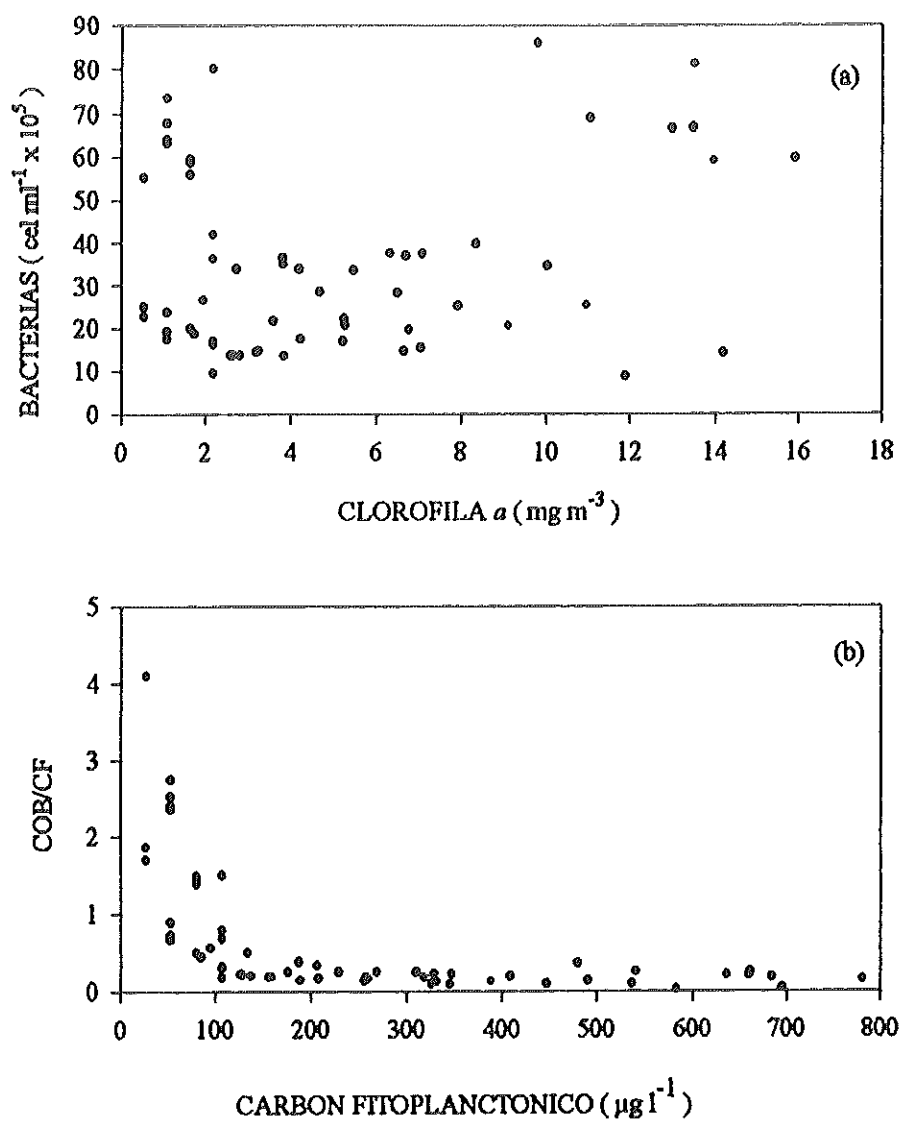 90
80
70
60
50
40
30
20
10
0
BACTERIAS ( cel ml⁻¹ x 10⁵ )
(a)
0 2 4 6 8 10 12 14 16 18
CLOROFILA a ( mg m⁻³ )
5
4
3
2
1
0
COB/CF
(b)
0 100 200 300 400 500 600 700 800
CARBON FITOPLANCTONICO ( µg l⁻¹ )